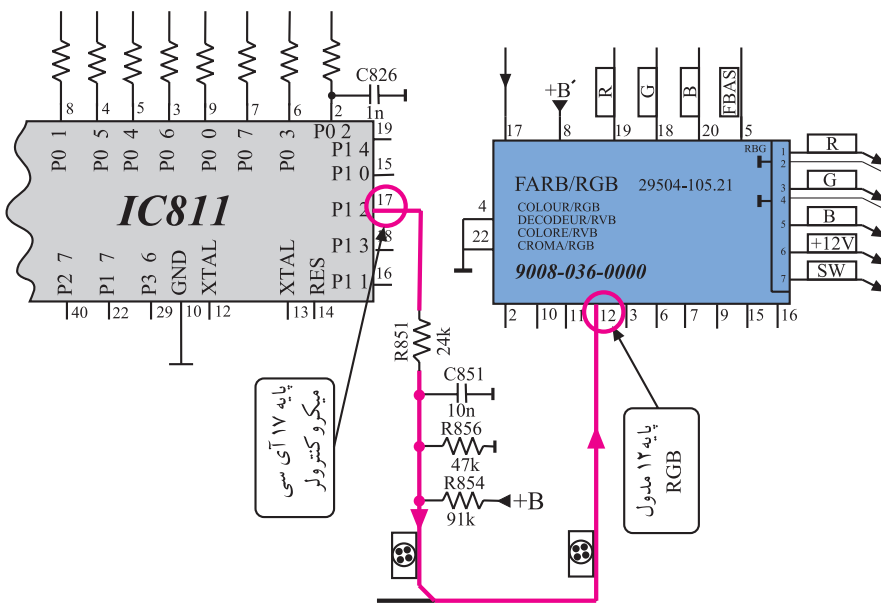 8 4 5 3 9 7 6 2
C826
1n
P0 1 P0 5 P0 4 P0 6 P0 0 P0 7 P0 3 P0 2
P1 4 19
P1 0 15
P1 2 17
P1 3 18
P1 1 16
IC811
P2 7 P1 7 P3 6 GND XTAL XTAL RES
40 22 29 10 12 13 14
R851
24k
C851
10n
R856
47k
R854
91k
+B
پایه ۱۷ آی سی
میکرو کنترولر
+B´
R G B FBAS
17 8 19 18 20 5
FARB/RGB 29504-105.21
COLOUR/RGB
DECODEUR/RVB
COLORE/RVB
CROMA/RGB
9008-036-0000
4
22
RBG
1 R
2
3 G
4
5 B
6 +12V
7 SW
2 10 11 12 3 6 7 9 15 16
پایه ۱۲ مدول
RGB